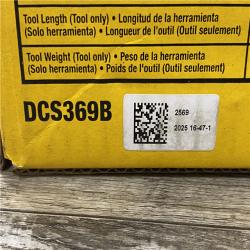 Tool Length (Tool only) • Longitud de la herramienta
(Solo herramienta) • Longueur de l'outil (Outil seulement)
Tool Weight (Tool only) • Peso de la herramienta
(Solo herramienta) • Poids de l'outil (Outil seulement)
DCS369B
2569
2025 16-47-1